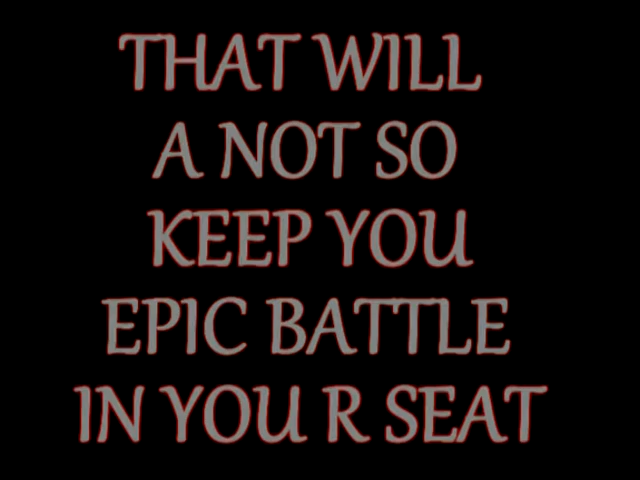 THAT WILL
A NOT SO
KEEP YOU
EPIC BATTLE
IN YOU R SEAT